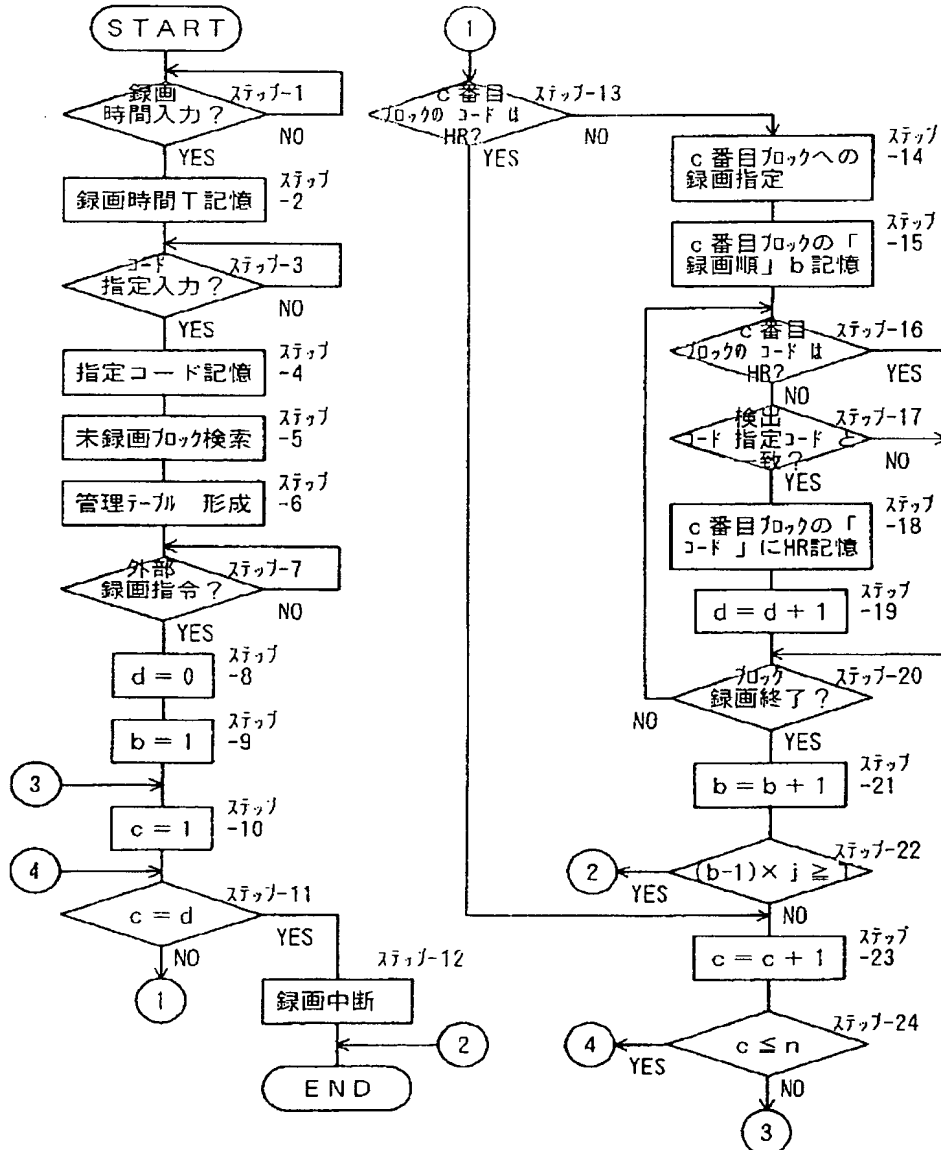 START
録画
時間入力？
ステップ-1
NO
YES
録画時間T記憶
ステップ
-2
コード
指定入力？
ステップ-3
NO
YES
指定コード記憶
ステップ
-4
未録画ブロック検索
ステップ
-5
管理テーブル 形成
ステップ
-6
外部
録画指令？
ステップ-7
NO
YES
d＝0
ステップ
-8
b＝1
ステップ
-9
3
c＝1
ステップ
-10
4
c＝d
ステップ-11
YES
NO
1
ステップ-12
録画中断
2
END
1
c番目
ブロックの コード は
HR?
ステップ-13
NO
YES
c番目ブロックへの
録画指定
ステップ
-14
c番目ブロックの「
録画順」b記憶
ステップ
-15
c番目
ブロックの コード は
HR?
ステップ-16
YES
NO
検出
コード 指定コード と
一致？
ステップ-17
NO
YES
c番目ブロックの「
コード 」にHR記憶
ステップ
-18
d＝d＋1
ステップ
-19
ブロック
録画終了？
ステップ-20
NO
YES
b＝b＋1
ステップ
-21
(b-1)×j≧T
ステップ-22
2
YES
NO
c＝c＋1
ステップ
-23
c≦n
ステップ-24
4
YES
NO
3